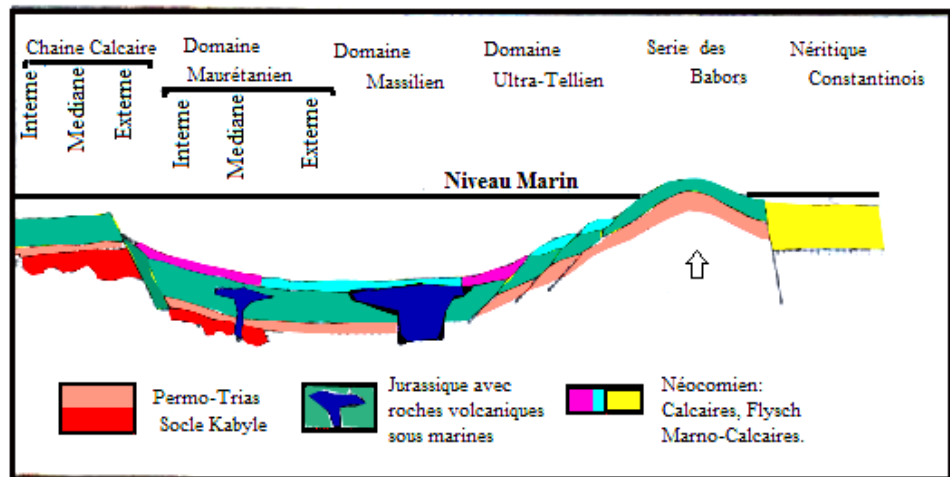 Chaine Calcaire
Interne
Mediane
Externe
Domaine
Maurétanien
Interne
Mediane
Externe
Domaine
Massilien
Domaine
Ultra-Tellien
Serie des
Babors
Néritique
Constantinois
Niveau Marin
Permo-Trias
Socle Kabyle
Jurassique avec
roches volcaniques
sous marines
Néocomien:
Calcaires, Flysch
Marno-Calcaires.